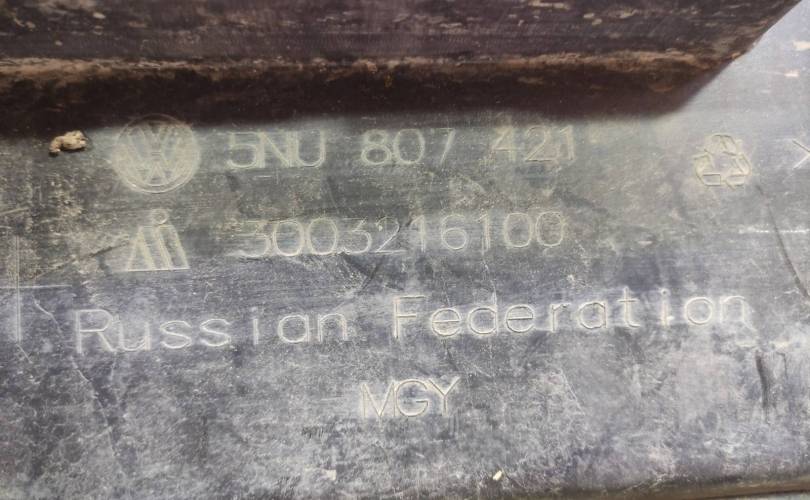 5NU 807 421
3003216100
Russian Federation
MGY